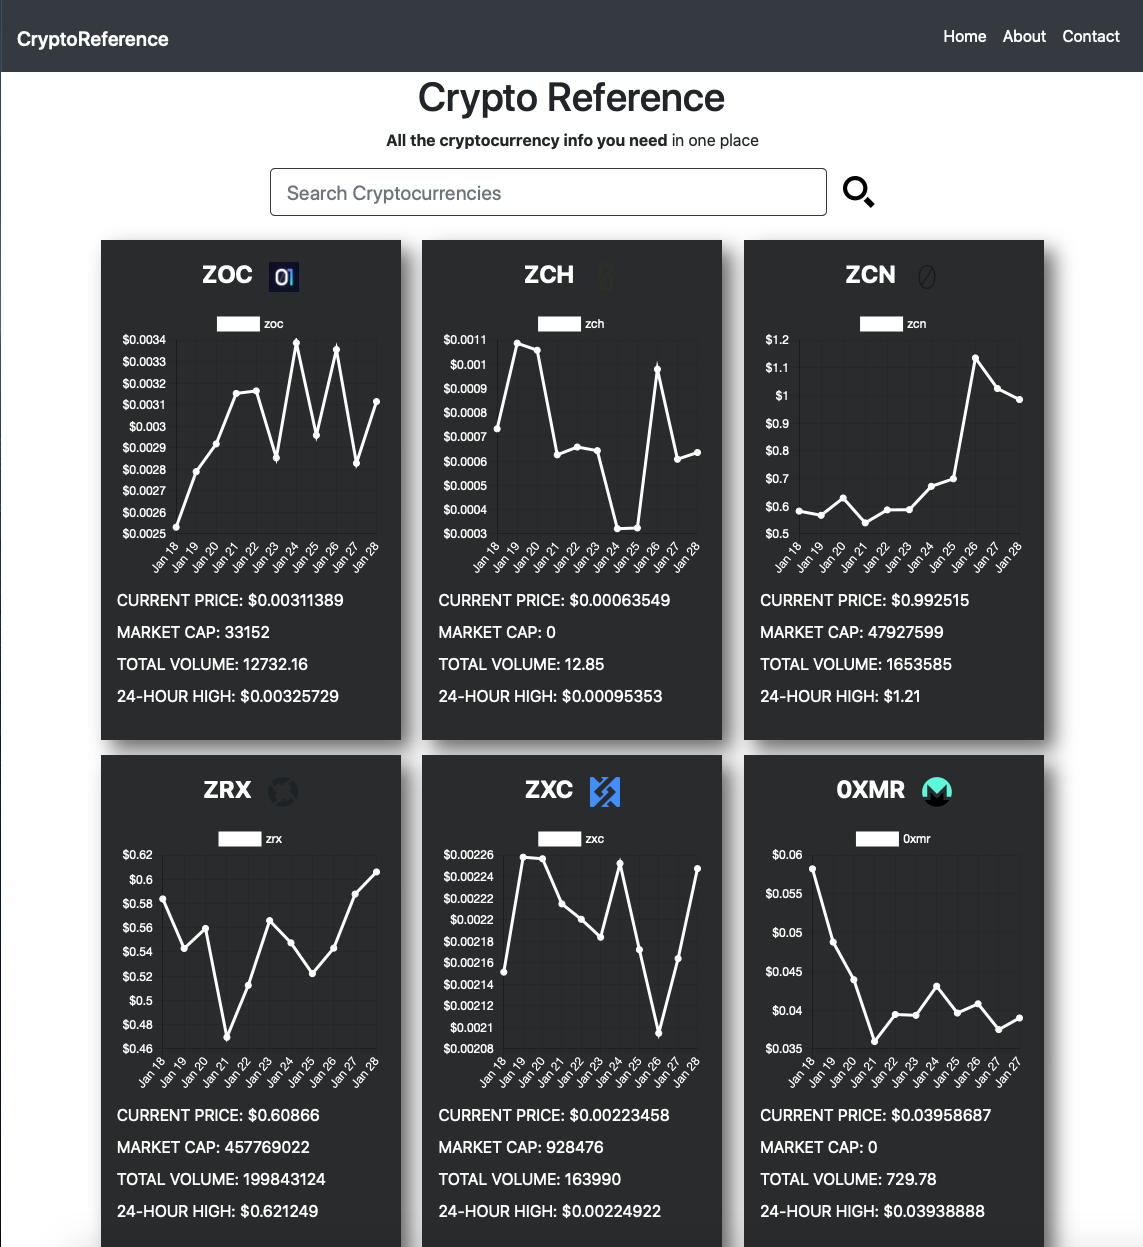 CryptoReference
Home About Contact
Crypto Reference
All the cryptocurrency info you need in one place
Search Cryptocurrencies
ZOC 01
zoc
$0.0034
$0.0033
$0.0032
$0.0031
$0.003
$0.0029
$0.0028
$0.0027
$0.0026
$0.0025
Jan 18 Jan 19 Jan 20 Jan 21 Jan 22 Jan 23 Jan 24 Jan 25 Jan 26 Jan 27 Jan 28
CURRENT PRICE: $0.00311389
MARKET CAP: 33152
TOTAL VOLUME: 12732.16
24-HOUR HIGH: $0.00325729
ZCH
zch
$0.0011
$0.001
$0.0009
$0.0008
$0.0007
$0.0006
$0.0005
$0.0004
$0.0003
Jan 18 Jan 19 Jan 20 Jan 21 Jan 22 Jan 23 Jan 24 Jan 25 Jan 26 Jan 27 Jan 28
CURRENT PRICE: $0.00063549
MARKET CAP: 0
TOTAL VOLUME: 12.85
24-HOUR HIGH: $0.00095353
ZCN
zcn
$1.2
$1.1
$1
$0.9
$0.8
$0.7
$0.6
$0.5
Jan 18 Jan 19 Jan 20 Jan 21 Jan 22 Jan 23 Jan 24 Jan 25 Jan 26 Jan 27 Jan 28
CURRENT PRICE: $0.992515
MARKET CAP: 47927599
TOTAL VOLUME: 1653585
24-HOUR HIGH: $1.21
ZRX
zrx
$0.62
$0.6
$0.58
$0.56
$0.54
$0.52
$0.5
$0.48
$0.46
Jan 18 Jan 19 Jan 20 Jan 21 Jan 22 Jan 23 Jan 24 Jan 25 Jan 26 Jan 27 Jan 28
CURRENT PRICE: $0.60866
MARKET CAP: 457769022
TOTAL VOLUME: 199843124
24-HOUR HIGH: $0.621249
ZXC
zxc
$0.00226
$0.00224
$0.00222
$0.0022
$0.00218
$0.00216
$0.00214
$0.00212
$0.0021
$0.00208
Jan 18 Jan 19 Jan 20 Jan 21 Jan 22 Jan 23 Jan 24 Jan 25 Jan 26 Jan 27 Jan 28
CURRENT PRICE: $0.00223458
MARKET CAP: 928476
TOTAL VOLUME: 163990
24-HOUR HIGH: $0.00224922
0XMR
0xmr
$0.06
$0.055
$0.05
$0.045
$0.04
$0.035
Jan 18 Jan 19 Jan 20 Jan 21 Jan 22 Jan 23 Jan 24 Jan 25 Jan 26 Jan 27 Jan 27
CURRENT PRICE: $0.03958687
MARKET CAP: 0
TOTAL VOLUME: 729.78
24-HOUR HIGH: $0.03938888